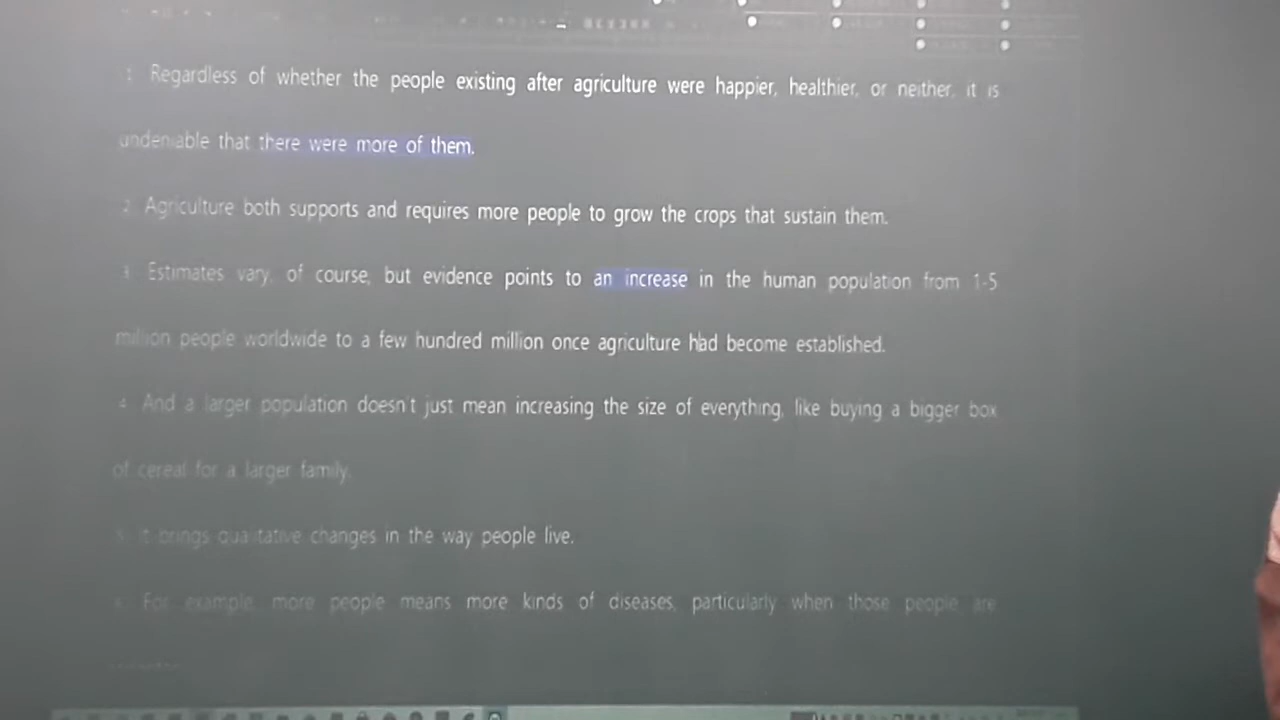 1 Regardless of whether the people existing after agriculture were happier, healthier, or neither, it is
undeniable that there were more of them.
2 Agriculture both supports and requires more people to grow the crops that sustain them.
3 Estimates vary, of course, but evidence points to an increase in the human population from 1-5
million people worldwide to a few hundred million once agriculture had become established.
4 And a larger population doesn't just mean increasing the size of everything, like buying a bigger box
of cereal for a larger family.
It brings qualitative changes in the way people live.
For example, more people means more kinds of diseases, particularly when those people are